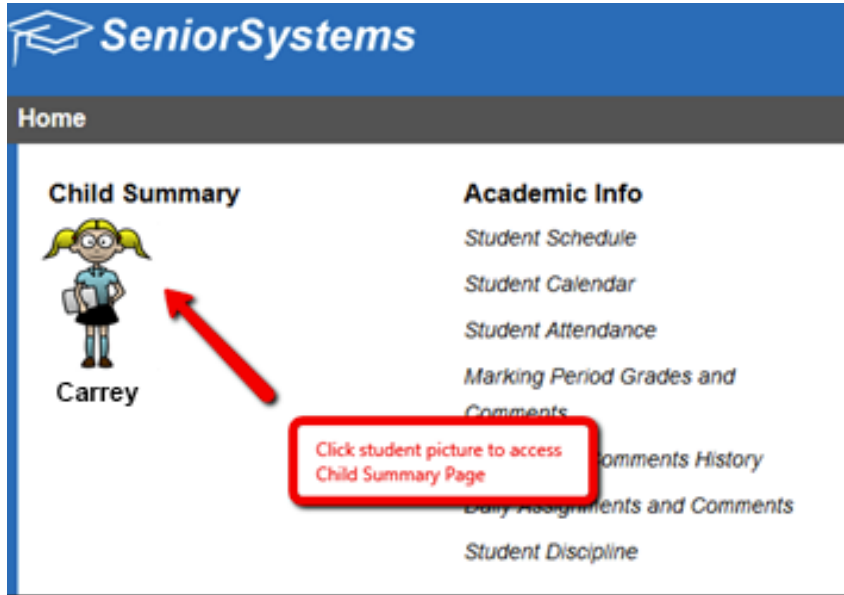 SeniorSystems
Home
Child Summary
Carrey
Academic Info
Student Schedule
Student Calendar
Student Attendance
Marking Period Grades and
Comments
Comments History
Daily Assignments and Comments
Student Discipline
Click student picture to access
Child Summary Page